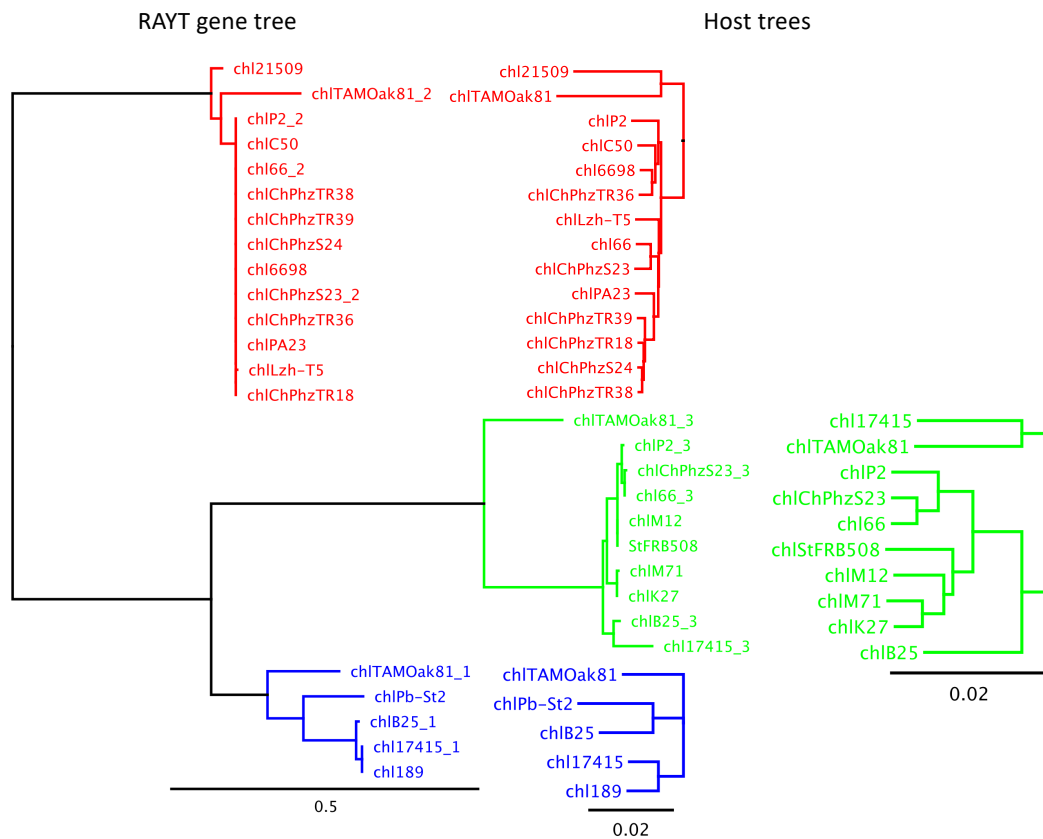 RAYT gene tree
Host trees
chl21509
chlTAMOak81_2
chlP2_2
chlC50
chl66_2
chlChPhzTR38
chlChPhzTR39
chlChPhzS24
chl6698
chlChPhzS23_2
chlChPhzTR36
chlPA23
chlLzh-T5
chlChPhzTR18
chl21509
chlTAMOak81
chlP2
chlC50
chl6698
chlChPhzTR36
chlLzh-T5
chl66
chlChPhzS23
chlPA23
chlChPhzTR39
chlChPhzTR18
chlChPhzS24
chlChPhzTR38
chlTAMOak81_3
chlP2_3
chlChPhzS23_3
chl66_3
chlM12
StFRB508
chlM71
chlK27
chlB25_3
chl17415_3
chl17415
chlTAMOak81
chlP2
chlChPhzS23
chl66
chlStFRB508
chlM12
chlM71
chlK27
chlB25
0.02
chlTAMOak81_1
chlPb-St2
chlB25_1
chl17415_1
chl189
0.5
chlTAMOak81
chlPb-St2
chlB25
chl17415
chl189
0.02